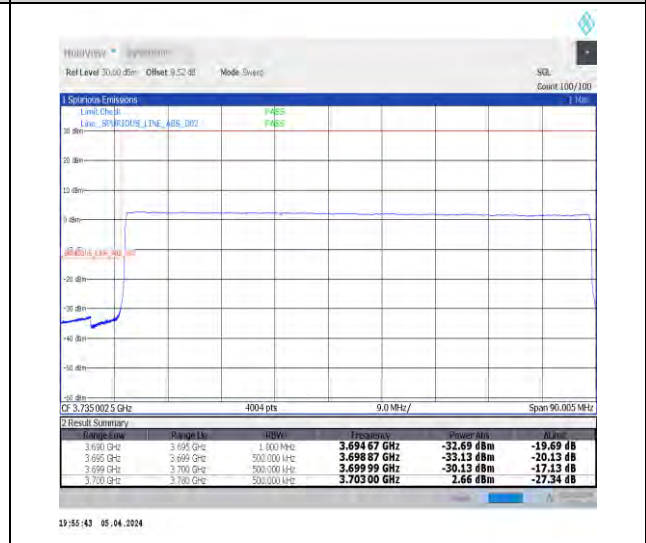 MultiView
Ref Level 30.00 dBm Offset 9.52 dB Mode Sweep SGL
Count 100/100
1 Spurious Emissions
Limit Check PASS
Line _SPURIOUS_LINE_ABS_002 PASS
30 dBm
20 dBm
10 dBm
0 dBm
_SPURIOUS_LINE_ABS_002
-20 dBm
-30 dBm
-40 dBm
-50 dBm
-60 dBm
CF 3.735 002 5 GHz 4004 pts 9.0 MHz/ Span 90.005 MHz
2 Result Summary
Range Low Range Up RBW Frequency Power Abs ΔLimit
3.690 GHz 3.695 GHz 1.000 MHz 3.694 67 GHz -32.69 dBm -19.69 dB
3.695 GHz 3.699 GHz 500.000 kHz 3.698 87 GHz -33.13 dBm -20.13 dB
3.699 GHz 3.700 GHz 500.000 kHz 3.699 99 GHz -30.13 dBm -17.13 dB
3.700 GHz 3.780 GHz 500.000 kHz 3.703 00 GHz 2.66 dBm -27.34 dB
19:55:43 05.04.2024